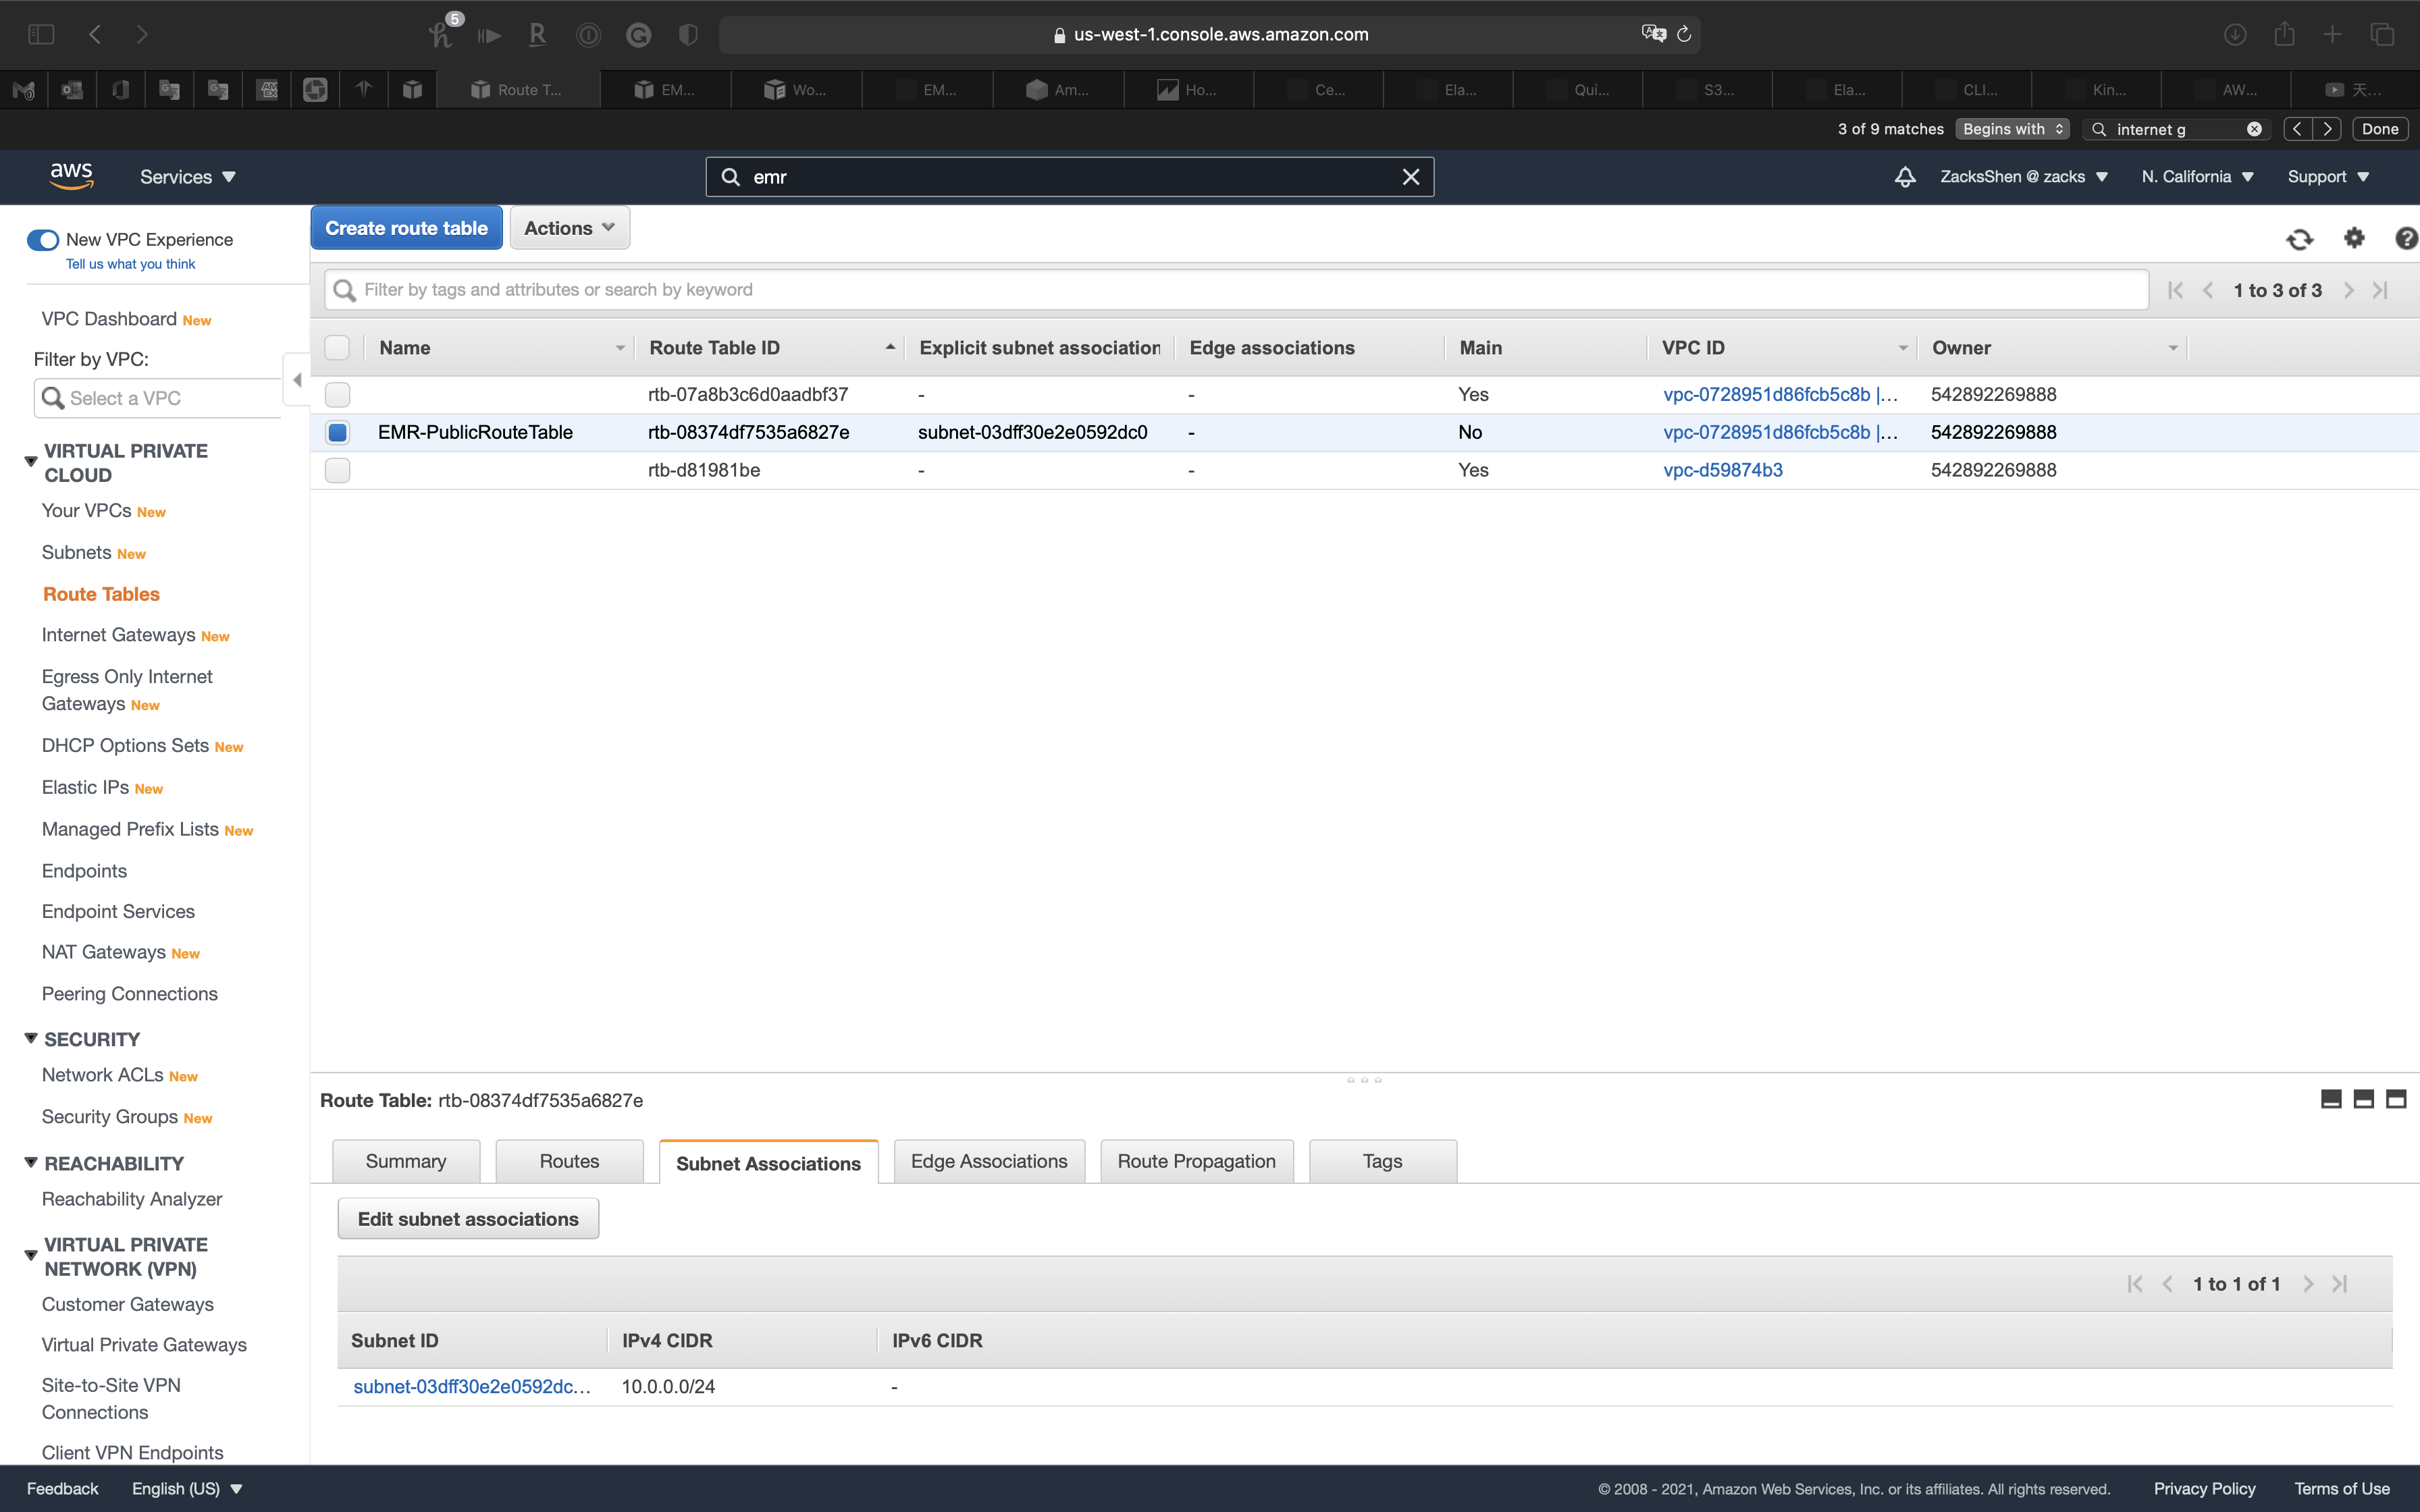 5
us-west-1.console.aws.amazon.com
Route T...
EM...
Wo...
EM...
Am...
Ho...
Ce...
Ela...
Qui...
S3...
Ela...
CLI...
Kin...
AW...
天...
3 of 9 matches
Begins with
internet g
Done
aws
Services
emr
ZacksShen @ zacks
N. California
Support
New VPC Experience
Tell us what you think
VPC Dashboard New
Filter by VPC:
Select a VPC
VIRTUAL PRIVATE
CLOUD
Your VPCs New
Subnets New
Route Tables
Internet Gateways New
Egress Only Internet
Gateways New
DHCP Options Sets New
Elastic IPs New
Managed Prefix Lists New
Endpoints
Endpoint Services
NAT Gateways New
Peering Connections
SECURITY
Network ACLs New
Security Groups New
REACHABILITY
Reachability Analyzer
VIRTUAL PRIVATE
NETWORK (VPN)
Customer Gateways
Virtual Private Gateways
Site-to-Site VPN
Connections
Client VPN Endpoints
Create route table
Actions
Filter by tags and attributes or search by keyword
1 to 3 of 3
Name Route Table ID Explicit subnet association Edge associations Main VPC ID Owner
rtb-07a8b3c6d0aadbf37 - - Yes vpc-0728951d86fcb5c8b |... 542892269888
EMR-PublicRouteTable rtb-08374df7535a6827e subnet-03dff30e2e0592dc0 - No vpc-0728951d86fcb5c8b |... 542892269888
rtb-d81981be - - Yes vpc-d59874b3 542892269888
Route Table: rtb-08374df7535a6827e
Summary
Routes
Subnet Associations
Edge Associations
Route Propagation
Tags
Edit subnet associations
1 to 1 of 1
Subnet ID IPv4 CIDR IPv6 CIDR
subnet-03dff30e2e0592dc... 10.0.0.0/24 -
Feedback
English (US)
© 2008 - 2021, Amazon Web Services, Inc. or its affiliates. All rights reserved.
Privacy Policy
Terms of Use